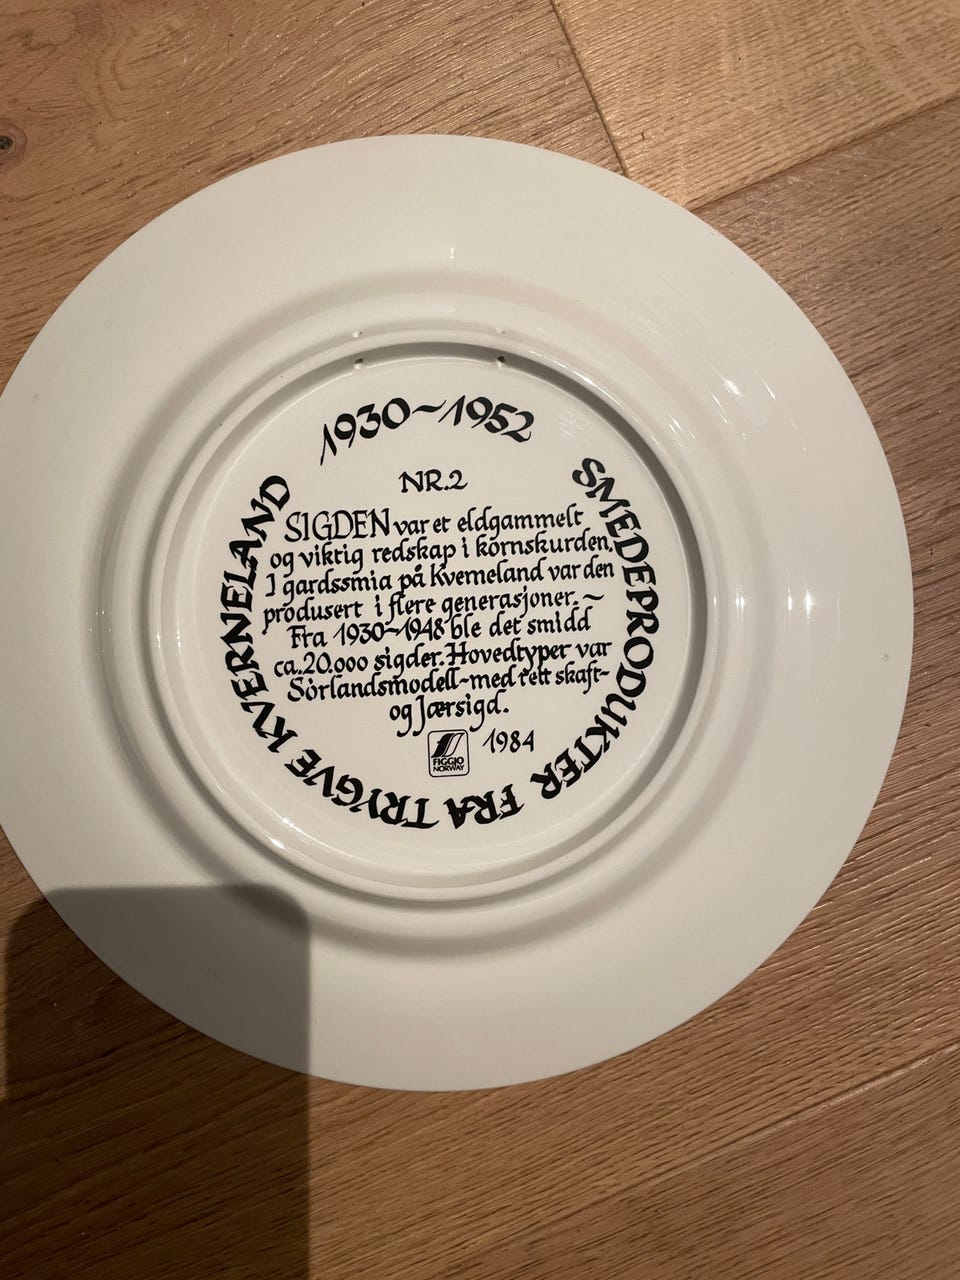 1930~1952
SMEDEPRODUKTER FRA TRYGVE KVERNELAND
NR.2
SIGDEN var et eldgammelt
og viktig redskap i kornskurden.
I gardssmia på Kverneland var den
produsert i flere generasjoner. ~
Fra 1930~1948 ble det smidd
ca. 20.000 sigder. Hovedtyper var
Sörlandsmodell-med rett skaft-
og Jærsigd.
1984
FIGGJO
NORWAY